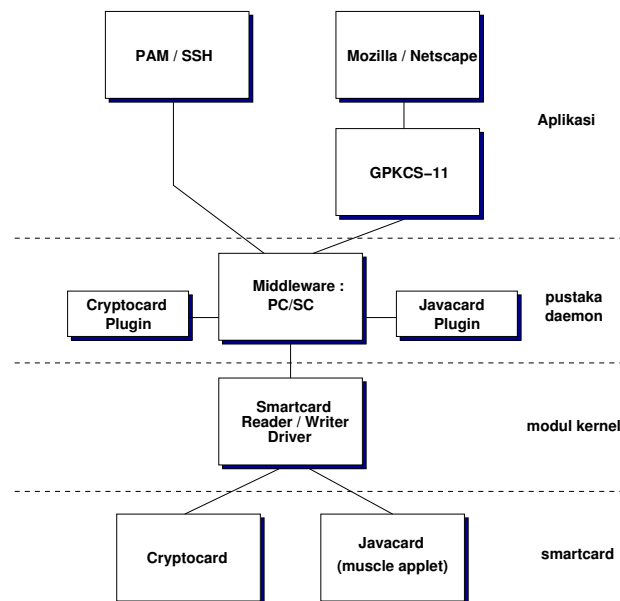 PAM / SSH
Mozilla / Netscape
Aplikasi
GPKCS−11
Middleware :
PC/SC
Cryptocard
Plugin
Javacard
Plugin
pustaka
daemon
Smartcard
Reader / Writer
Driver
modul kernel
Cryptocard
Javacard
(muscle applet)
smartcard